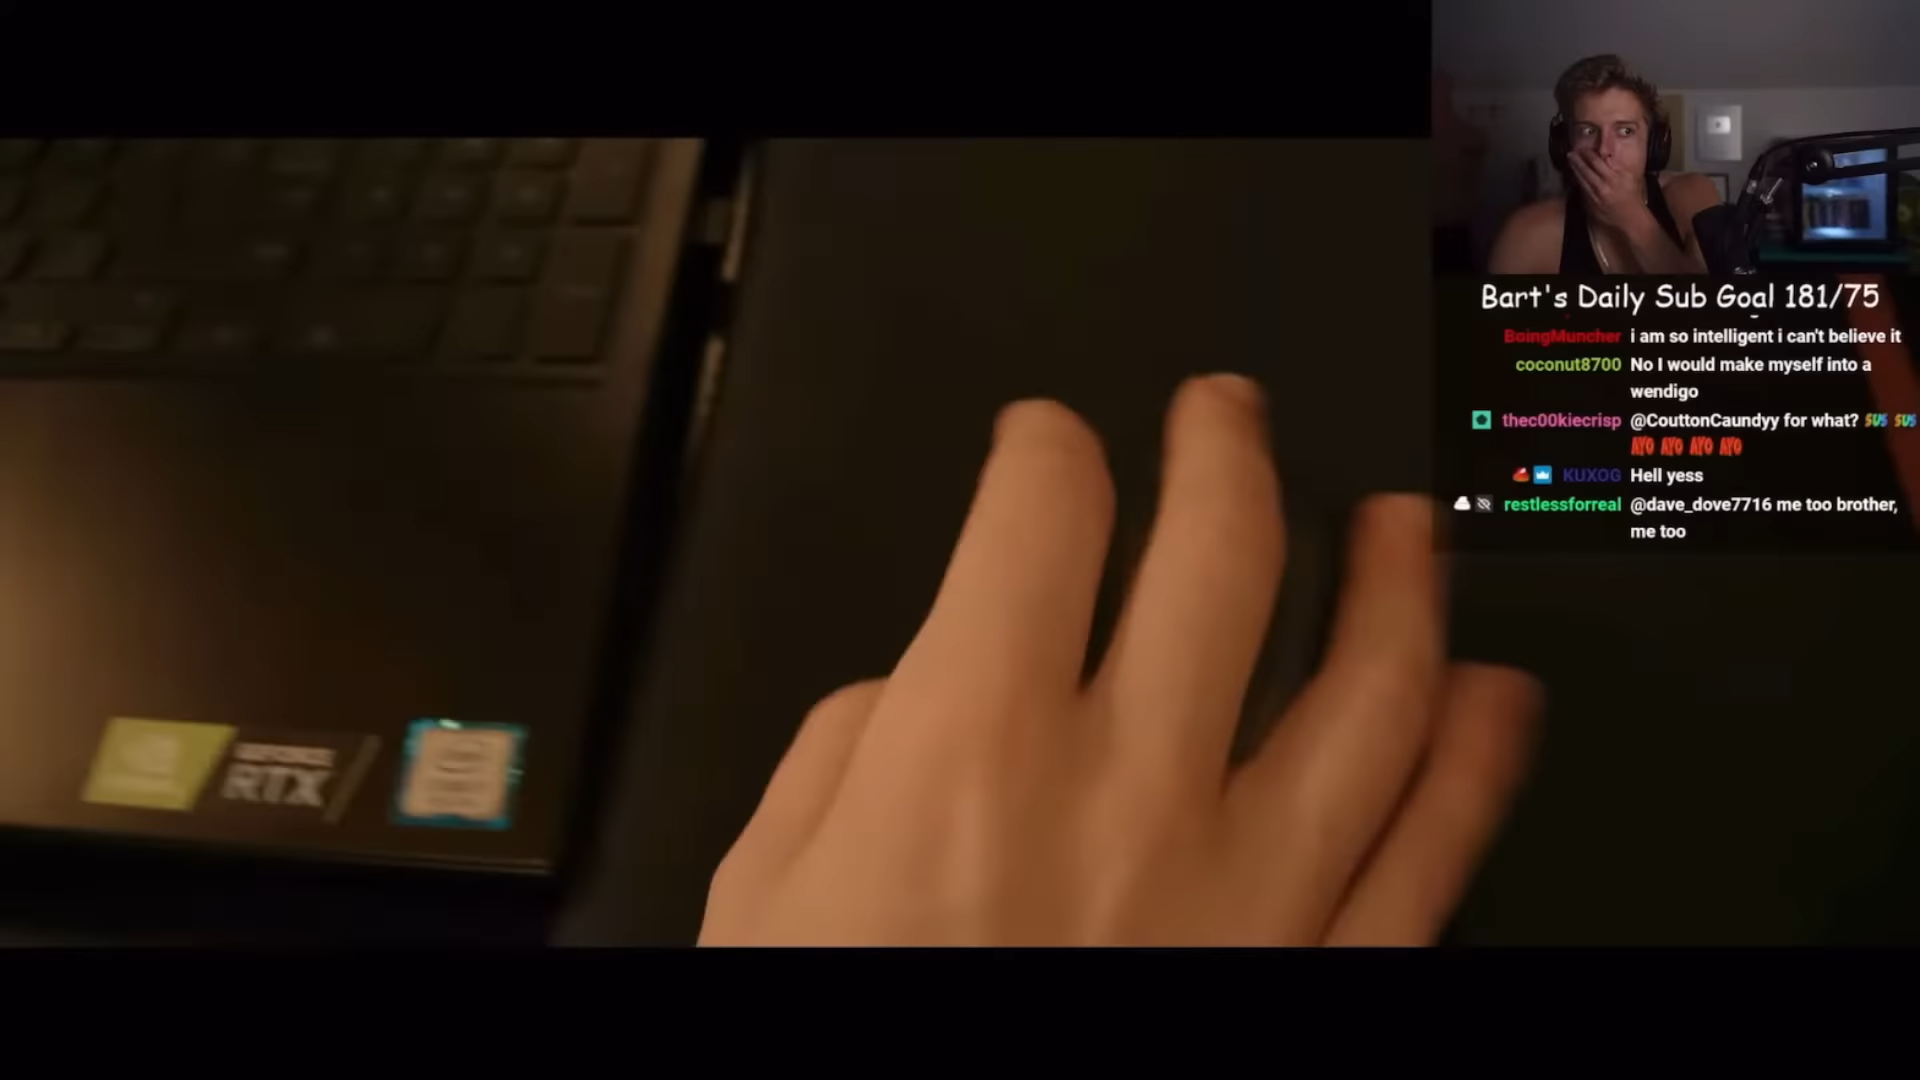 Bart's Daily Sub Goal 181/75
BoingMuncher i am so intelligent i can't believe it
coconut8700 No I would make myself into a
wendigo
thec00kiecrisp @CouttonCaundyy for what? SUS SUS
AYO AYO AYO AYO
KUXOG Hell yess
restlessforreal @dave_dove7716 me too brother,
me too
GEFORCE
RTX